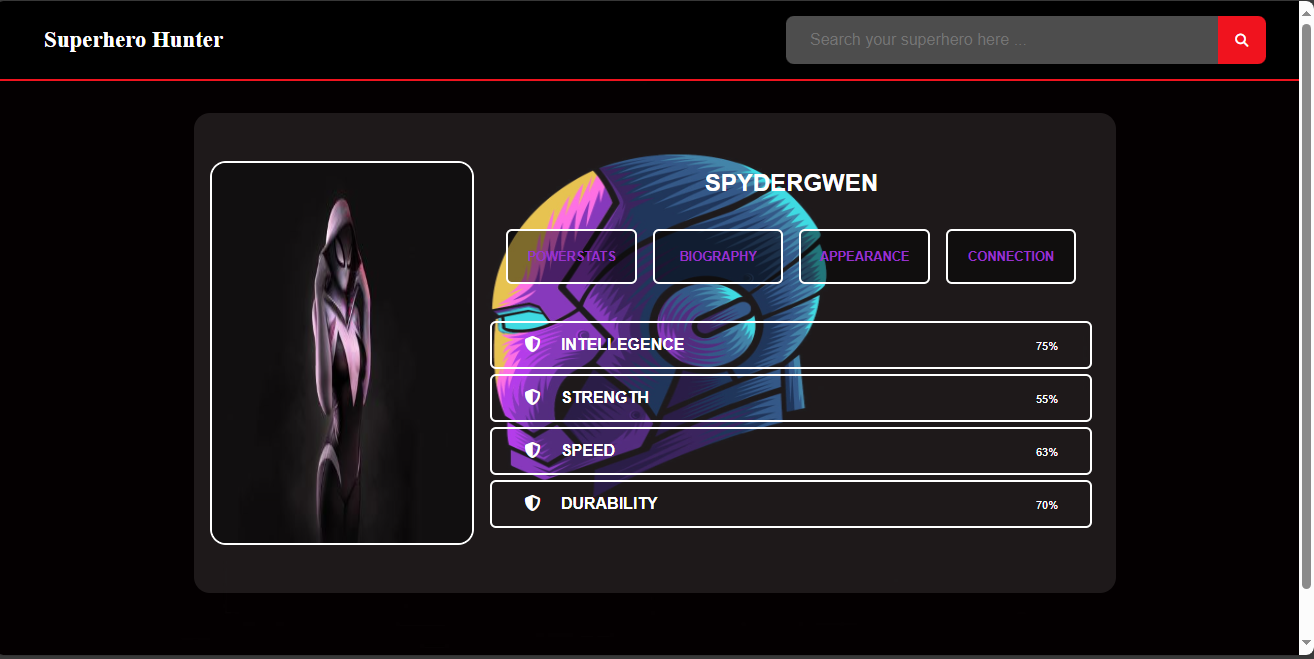 Superhero Hunter
Search your superhero here ...
SPYDERGWEN
POWERSTATS BIOGRAPHY APPEARANCE CONNECTION
INTELLEGENCE 75%
STRENGTH 55%
SPEED 63%
DURABILITY 70%